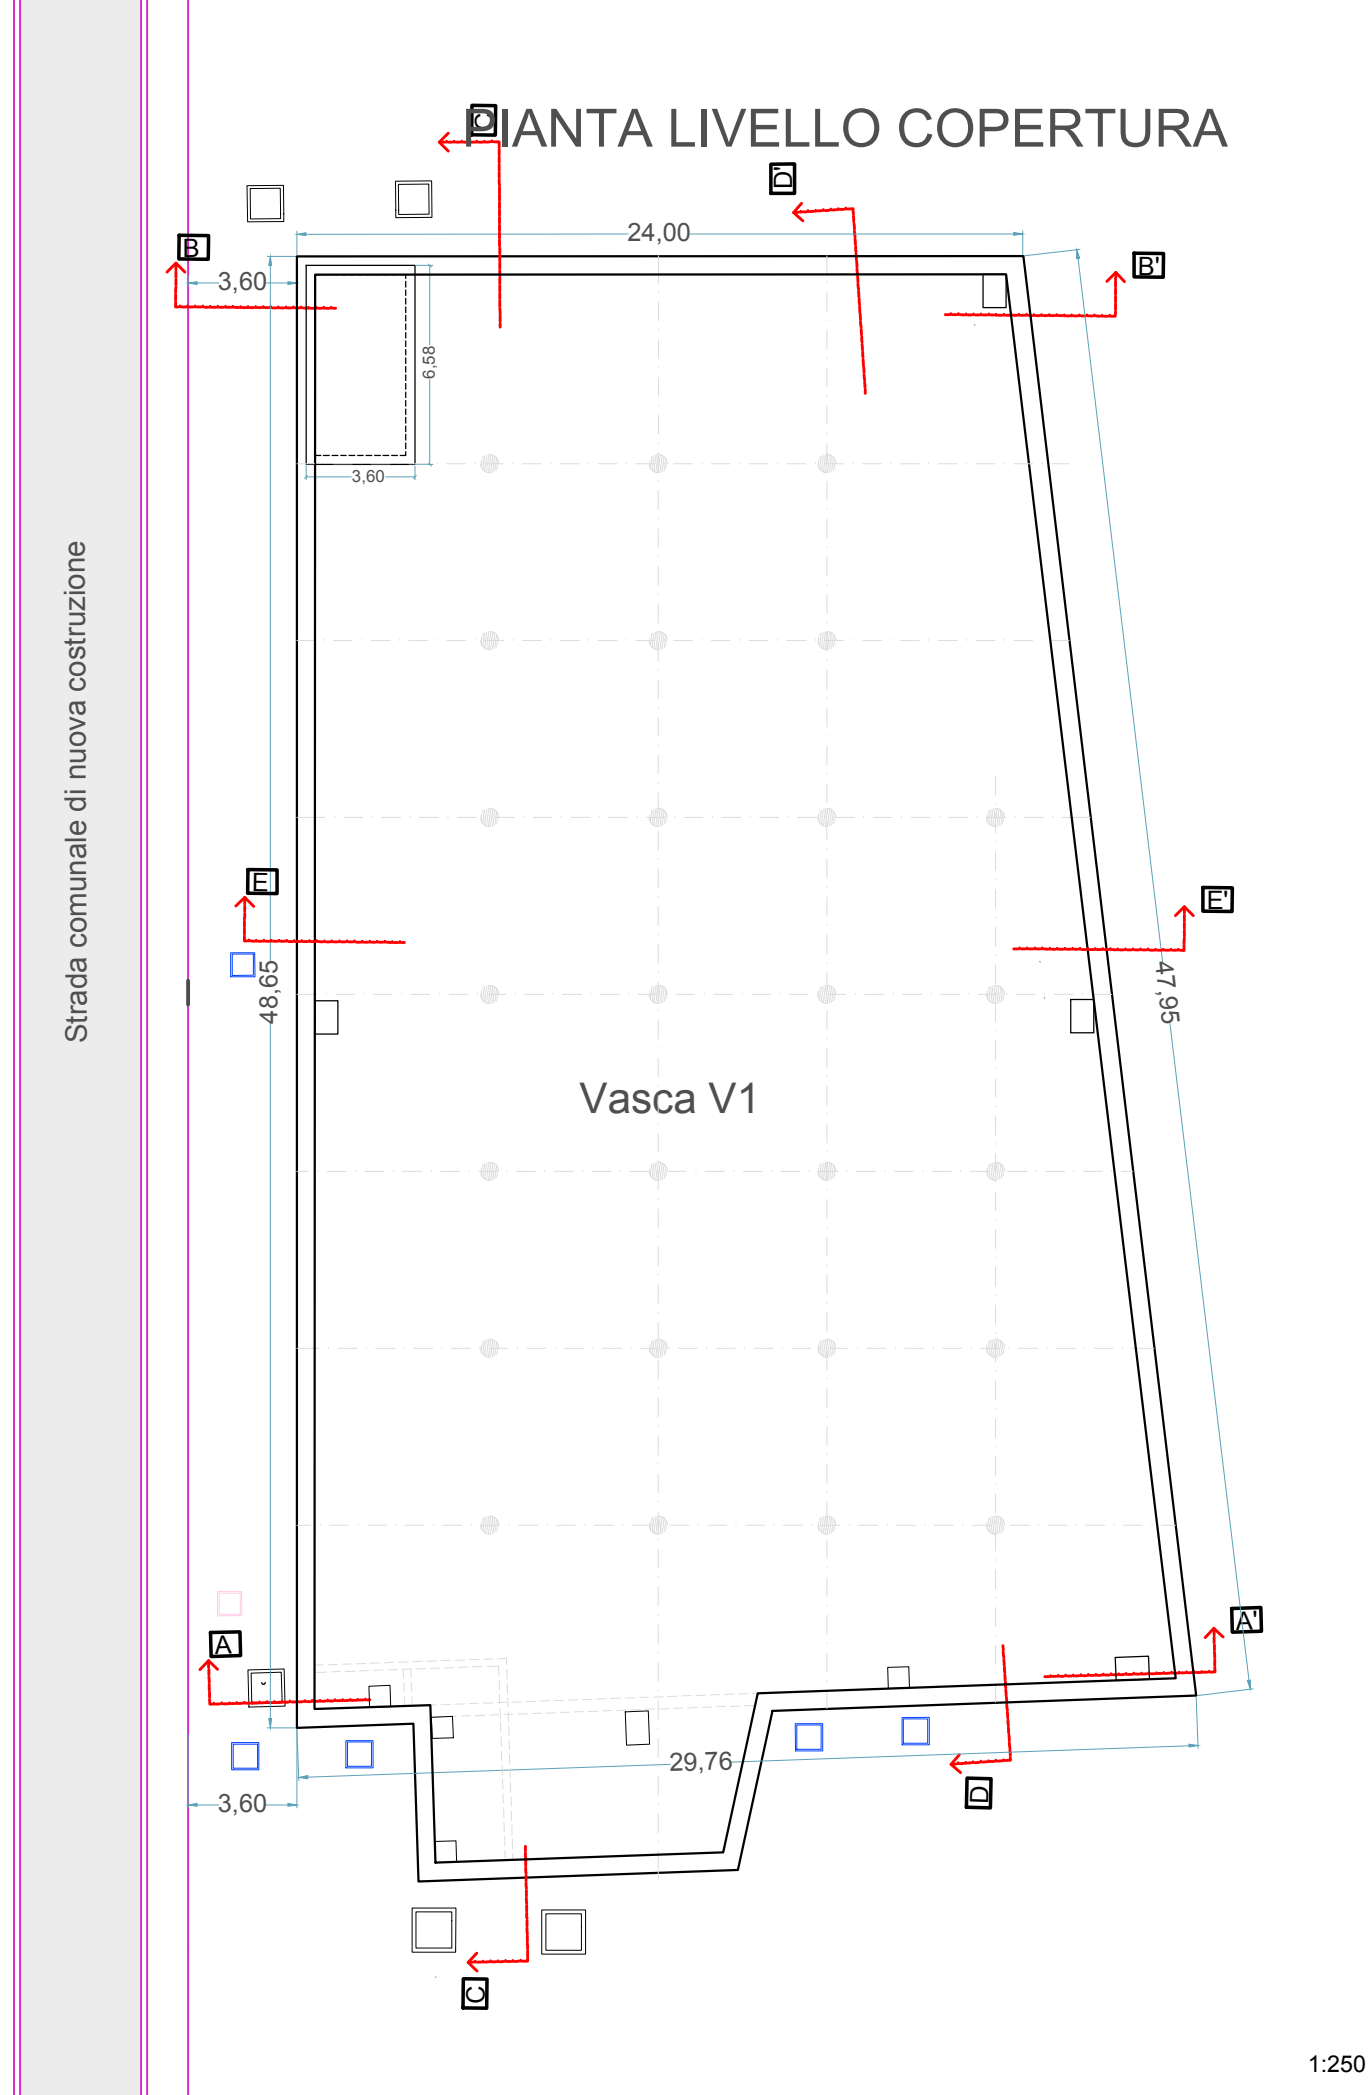 PIANTA LIVELLO COPERTURA
C
D'
B
24,00
B'
3,60
6,58
3,60
Strada comunale di nuova costruzione
E
E'
48,65
47,95
Vasca V1
A
A'
29,76
3,60
D
C
1:250